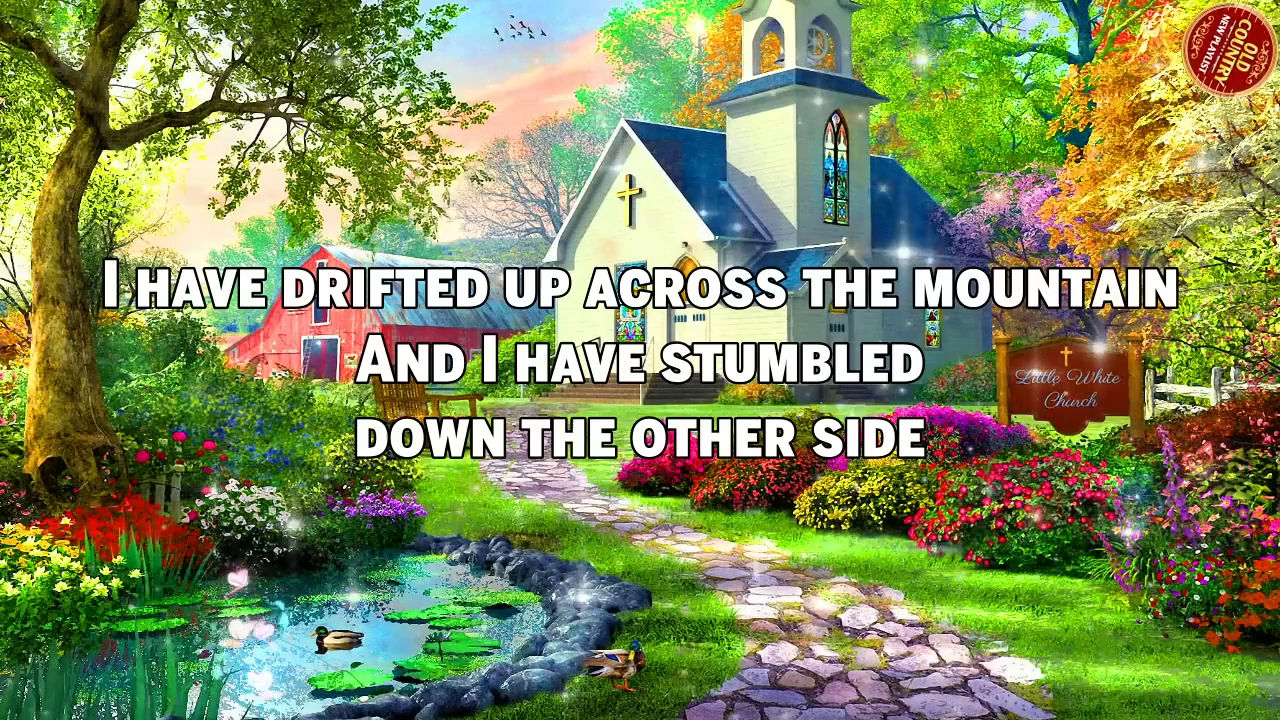 OLD
COUNTRY
NEW PLAYLIST
I HAVE DRIFTED UP ACROSS THE MOUNTAIN
AND I HAVE STUMBLED
DOWN THE OTHER SIDE
Little White
Church